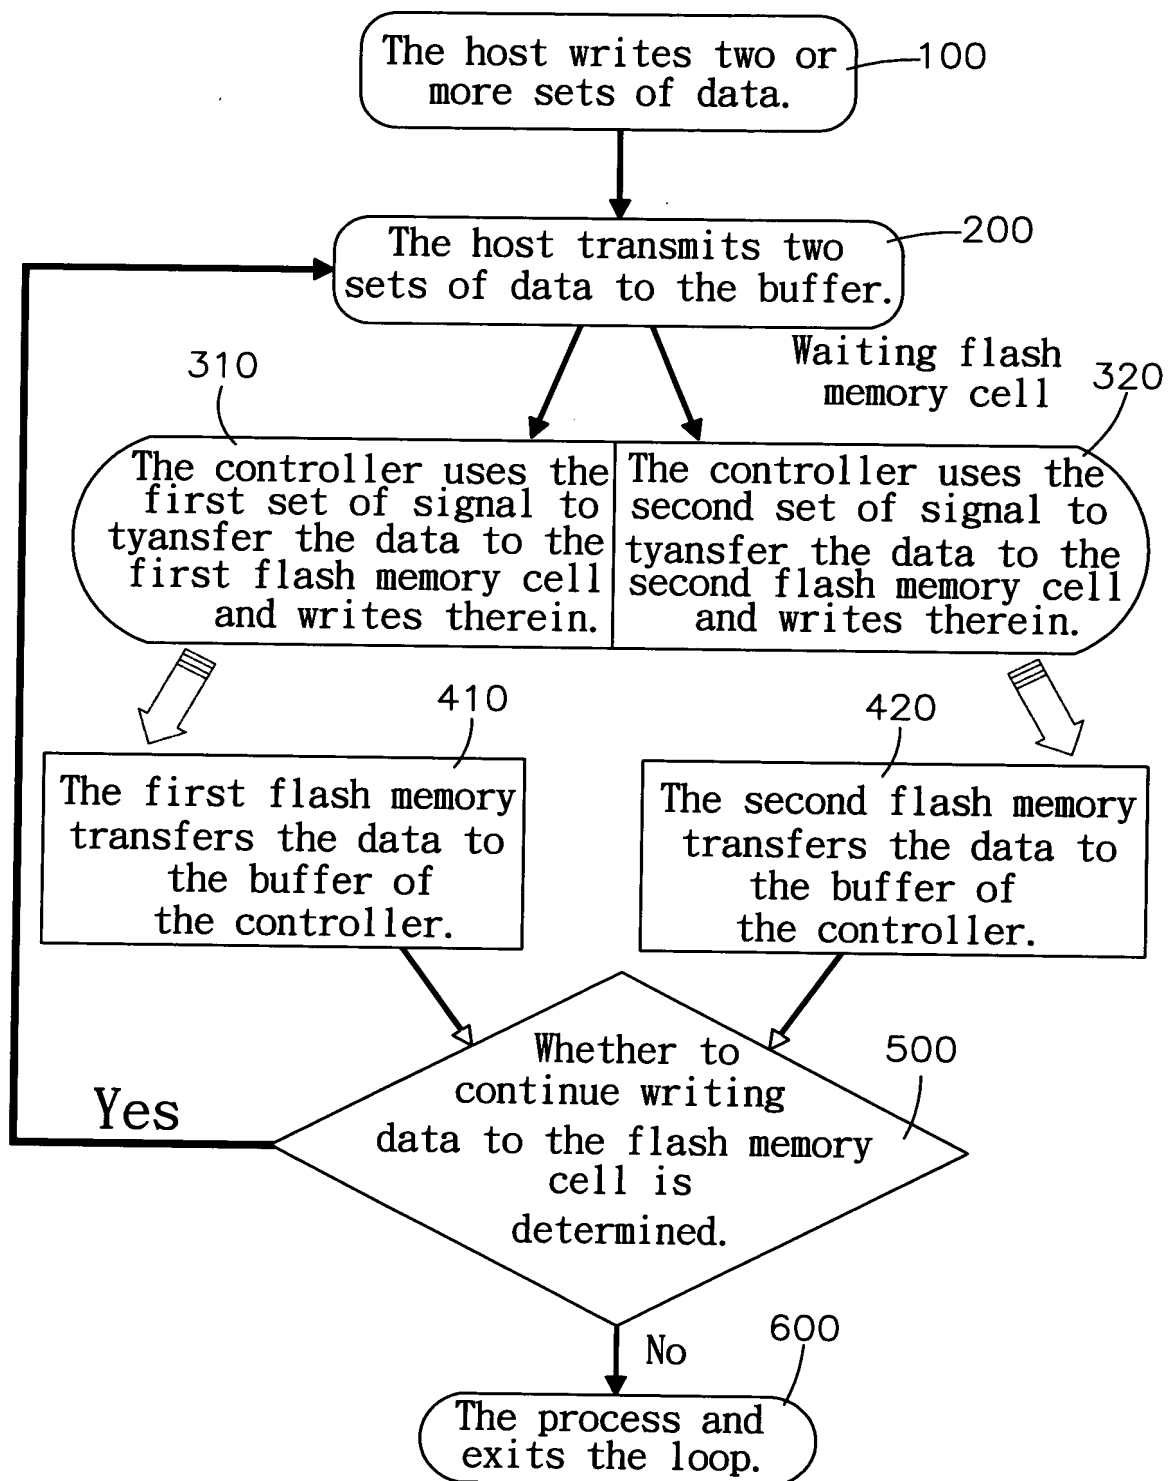 The host writes two or
more sets of data.
100
The host transmits two
sets of data to the buffer.
200
Waiting flash
memory cell
310
320
The controller uses the
first set of signal to
tyansfer the data to the
first flash memory cell
and writes therein.
The controller uses the
second set of signal to
tyansfer the data to the
second flash memory cell
and writes therein.
410
420
The first flash memory
transfers the data to
the buffer of
the controller.
The second flash memory
transfers the data to
the buffer of
the controller.
Whether to
continue writing
data to the flash memory
cell is
determined.
500
Yes
No
600
The process and
exits the loop.